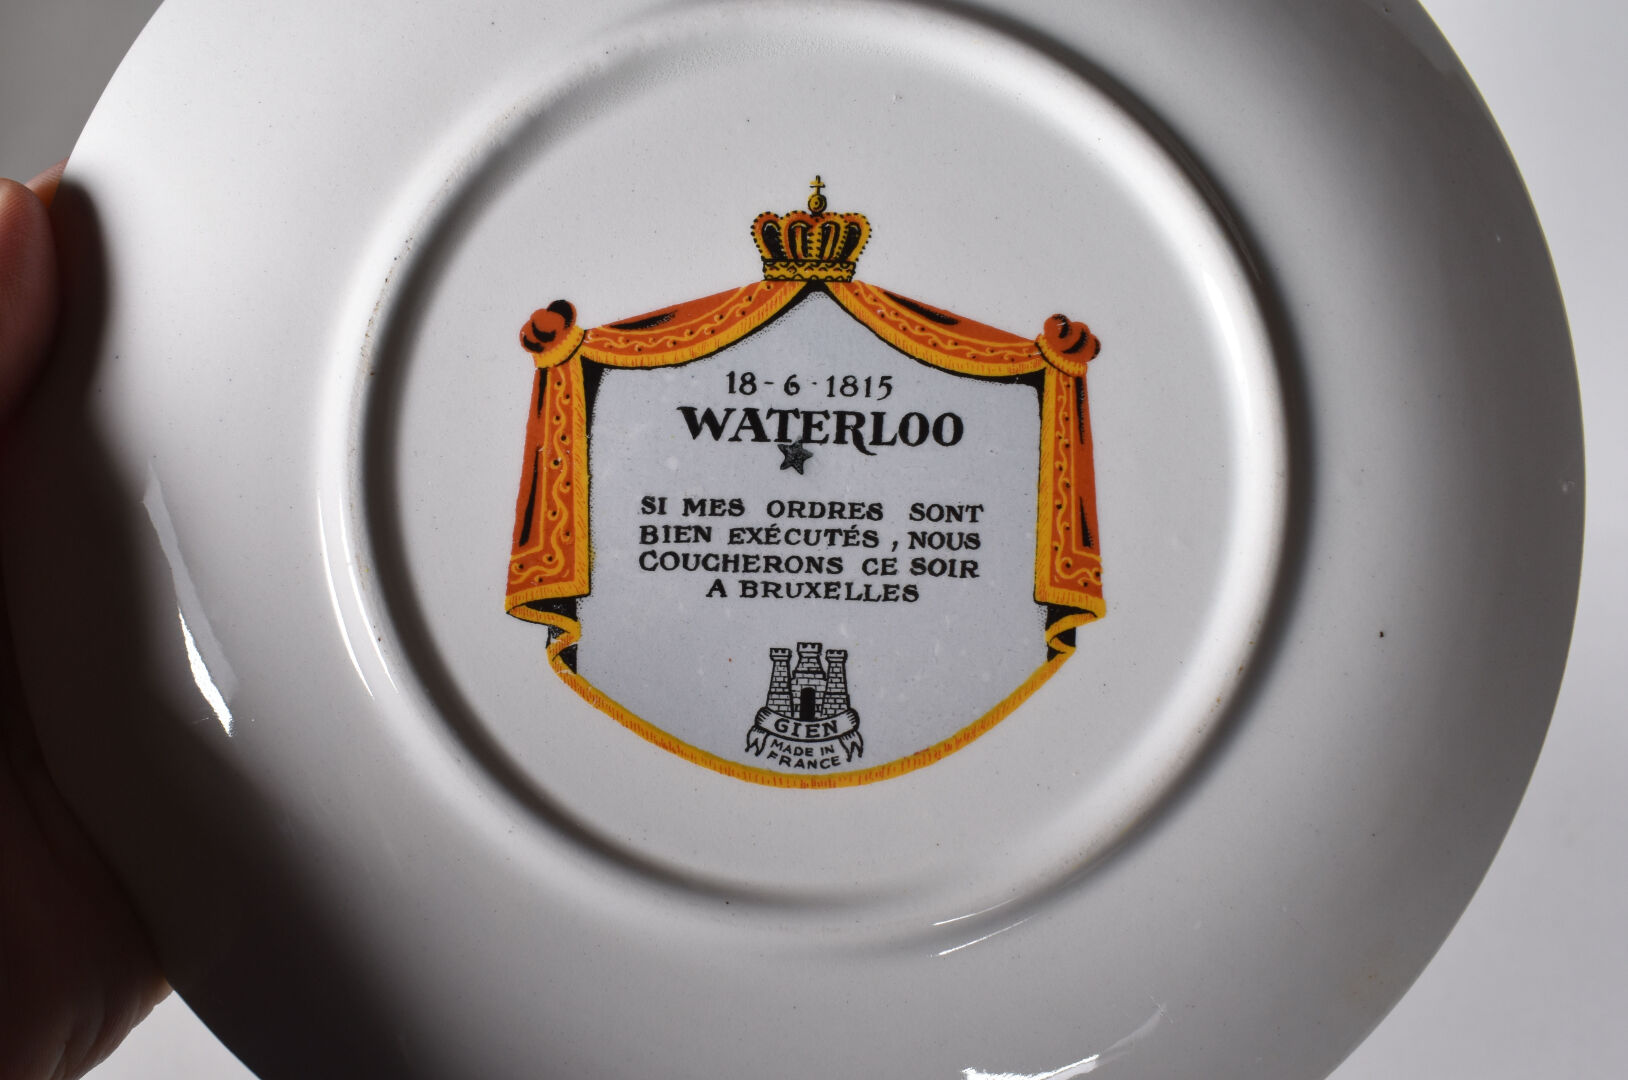 18-6-1815
WATERLOO
SI MES ORDRES SONT
BIEN EXÉCUTÉS, NOUS
COUCHERONS CE SOIR
A BRUXELLES
GIEN
MADE IN
FRANCE